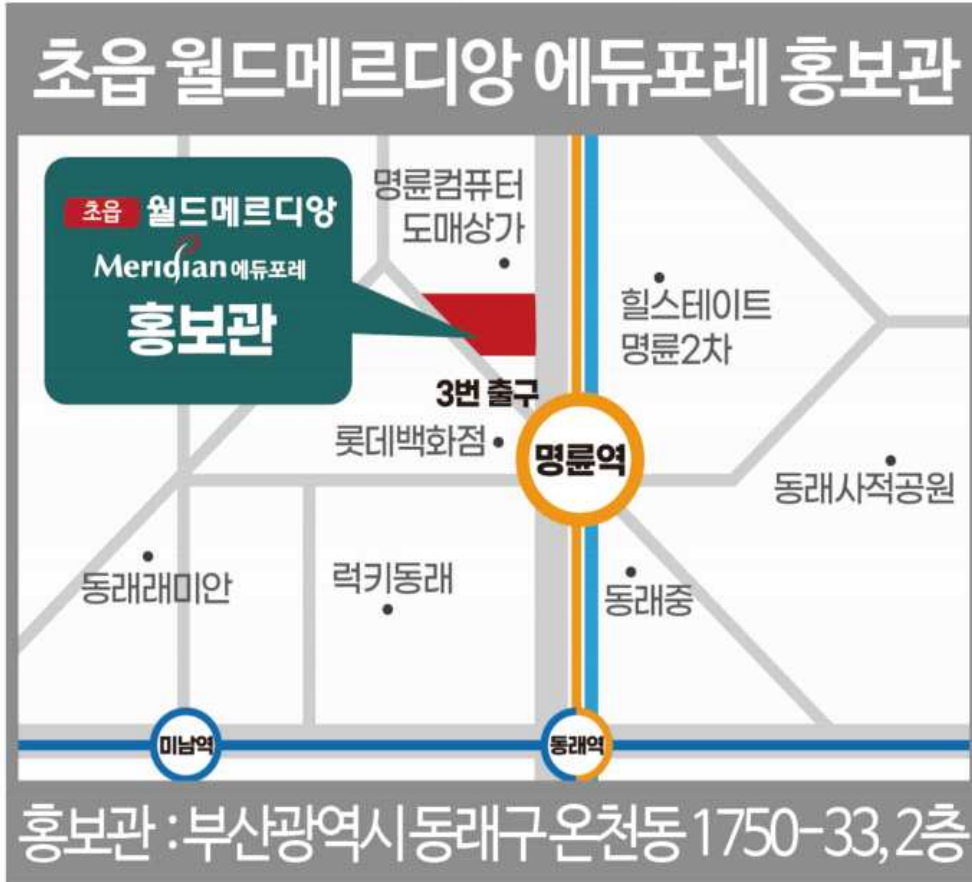 초읍 월드메르디앙 에듀포레 홍보관
초읍 월드메르디앙
Meridian 에듀포레
홍보관
명륜컴퓨터
도매상가
힐스테이트
명륜2차
3번 출구
롯데백화점
명륜역
동래사적공원
동래래미안
럭키동래
동래중
미남역
동래역
홍보관 : 부산광역시 동래구 온천동 1750-33, 2층